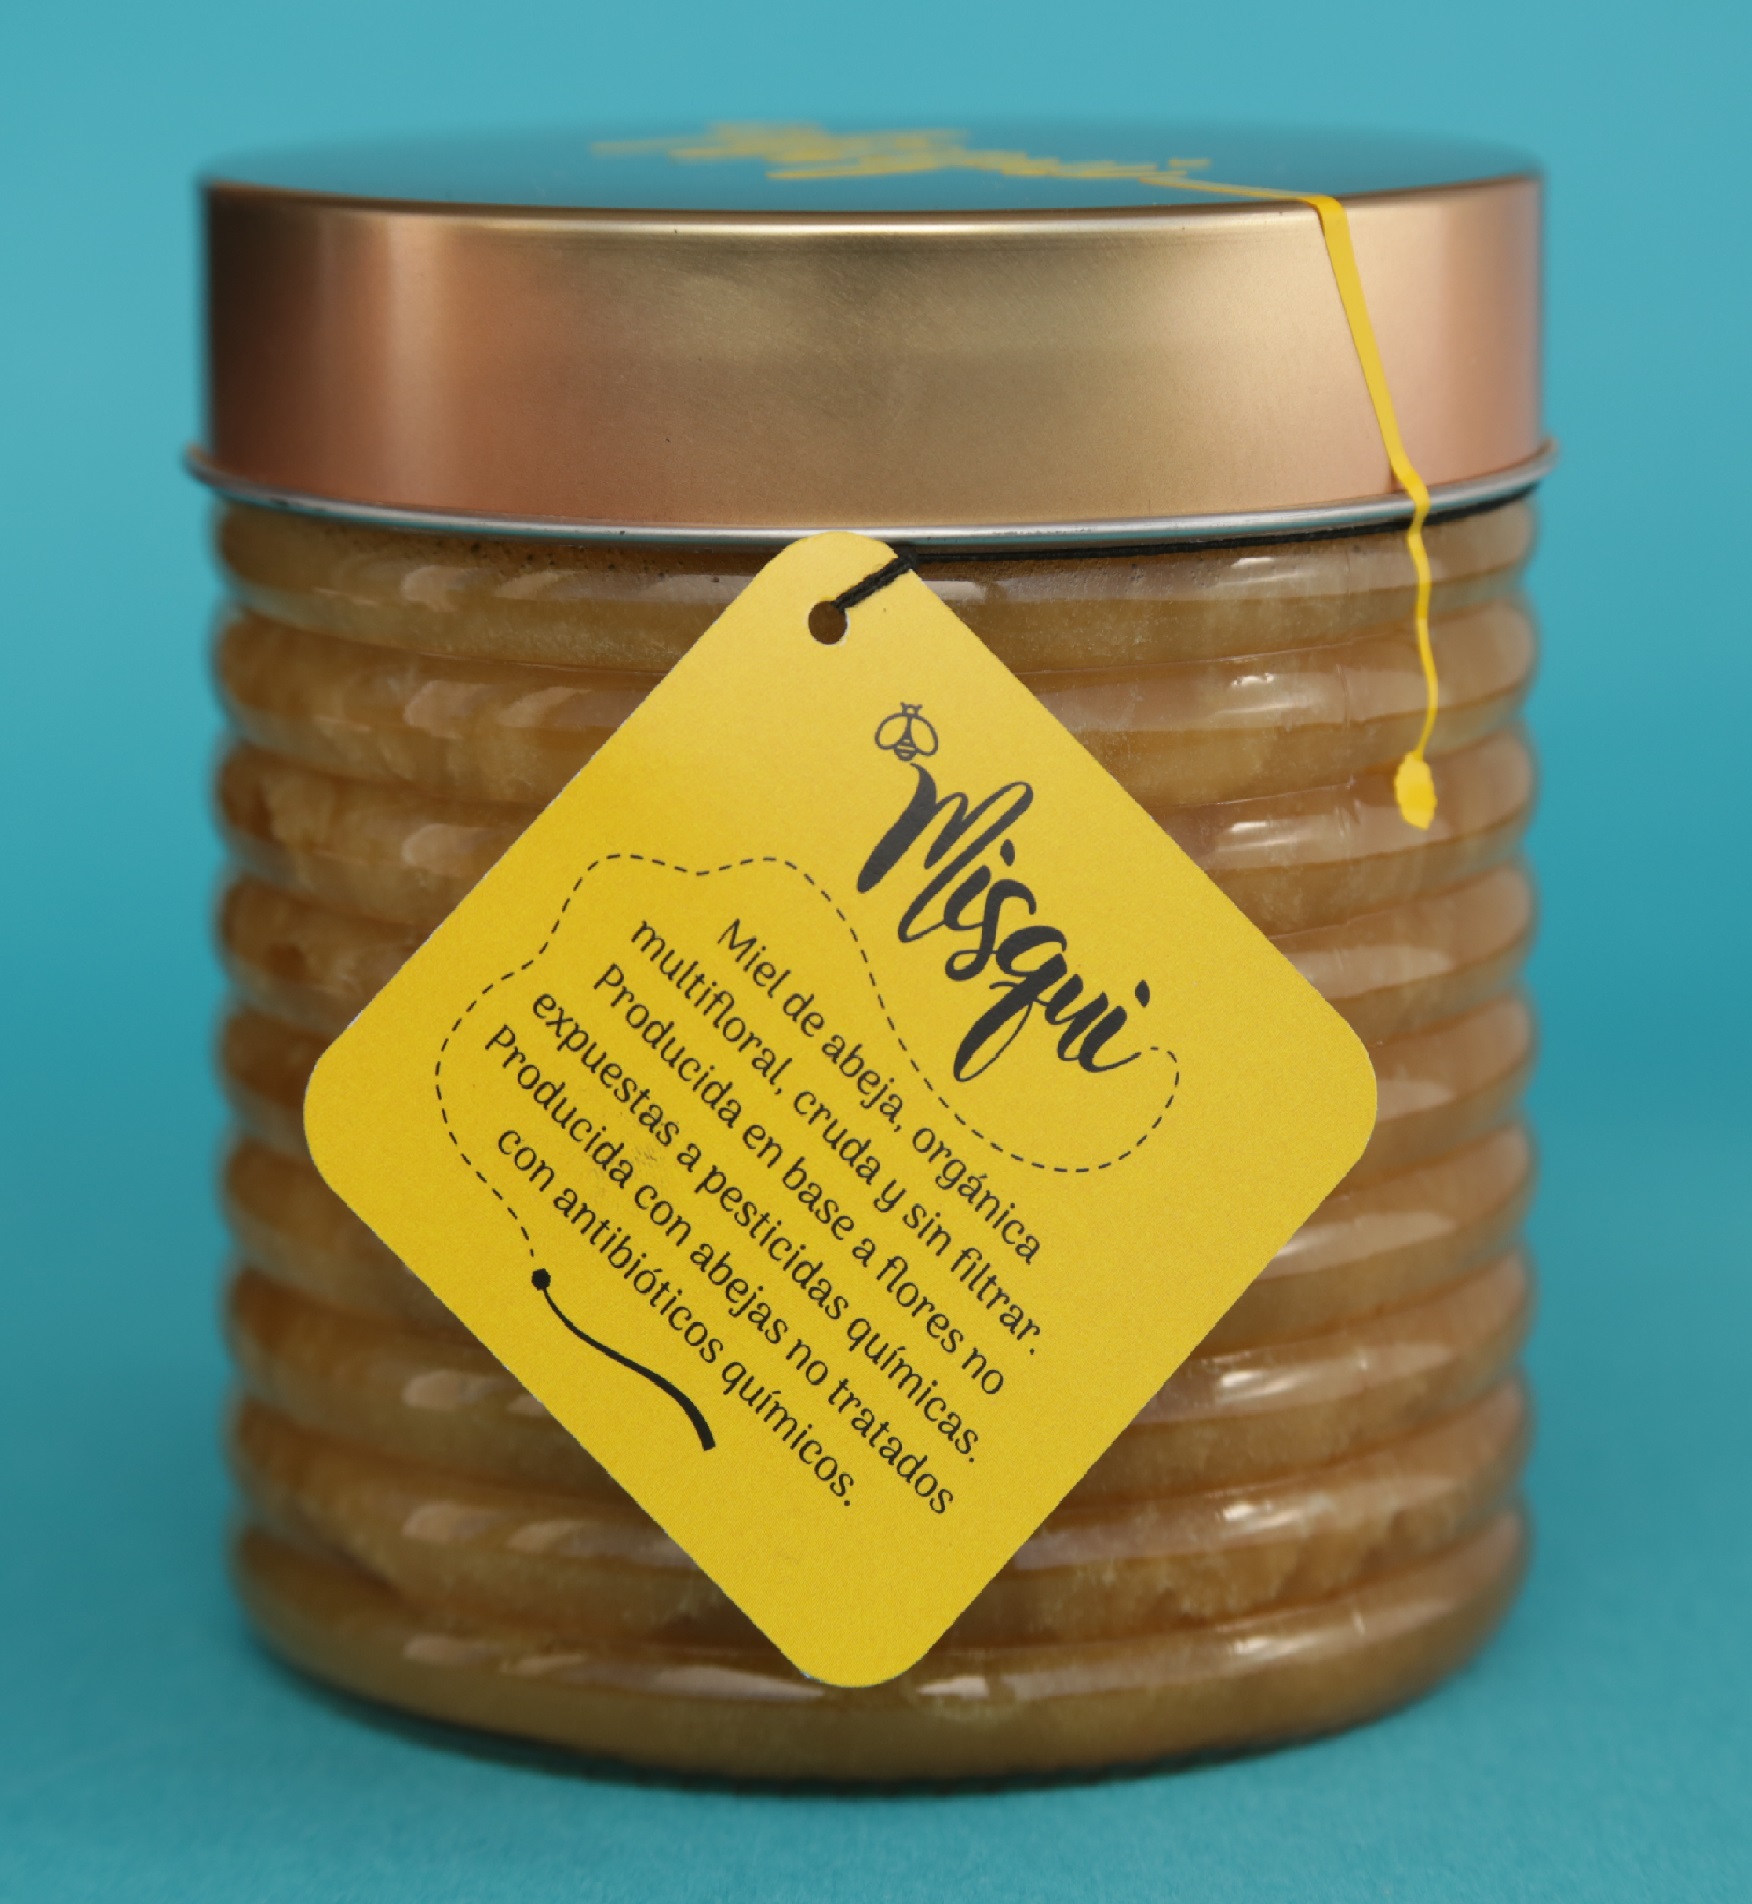 Misqui
Miel de abeja, orgánica
multifloral, cruda y sin filtrar.
Producida en base a flores no
expuestas a pesticidas químicas.
Producida con abejas no tratados
con antibióticos químicos.